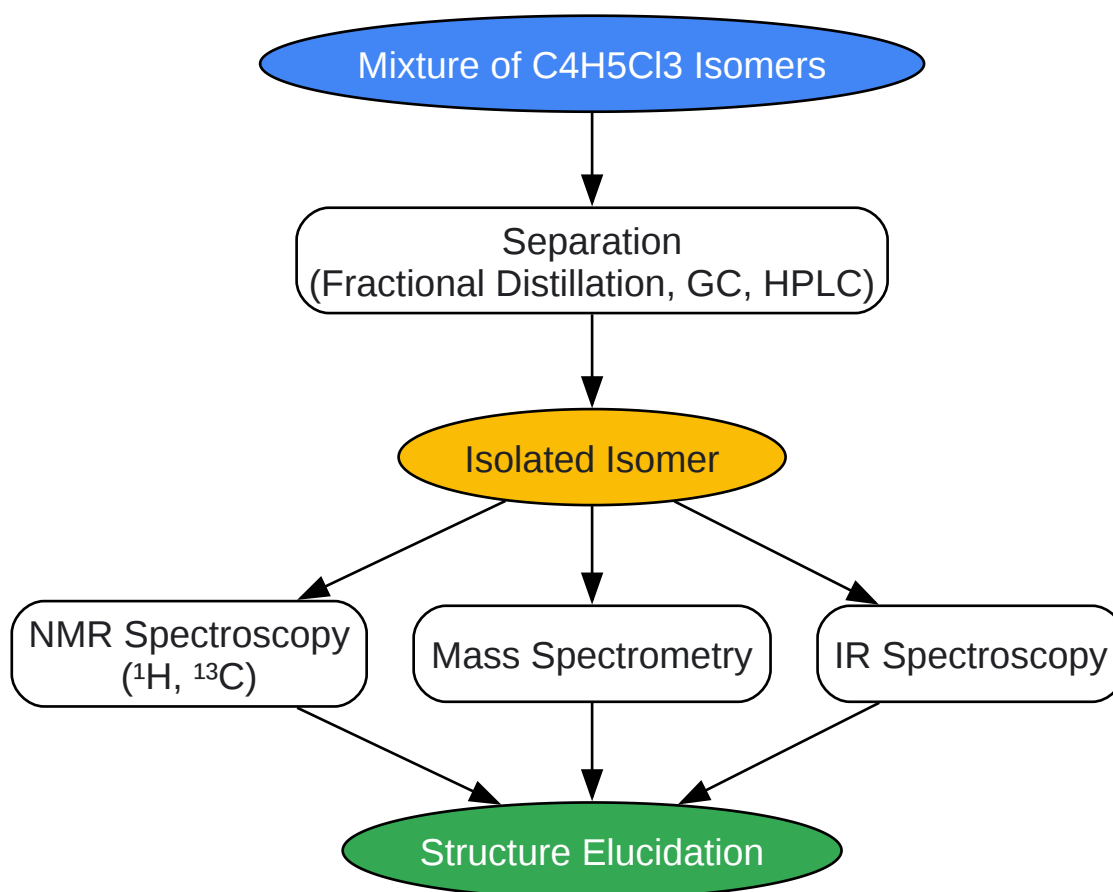 Mixture of C4H5Cl3 Isomers
Separation
(Fractional Distillation, GC, HPLC)
Isolated Isomer
NMR Spectroscopy
(¹H, ¹³C)
Mass Spectrometry
IR Spectroscopy
Structure Elucidation